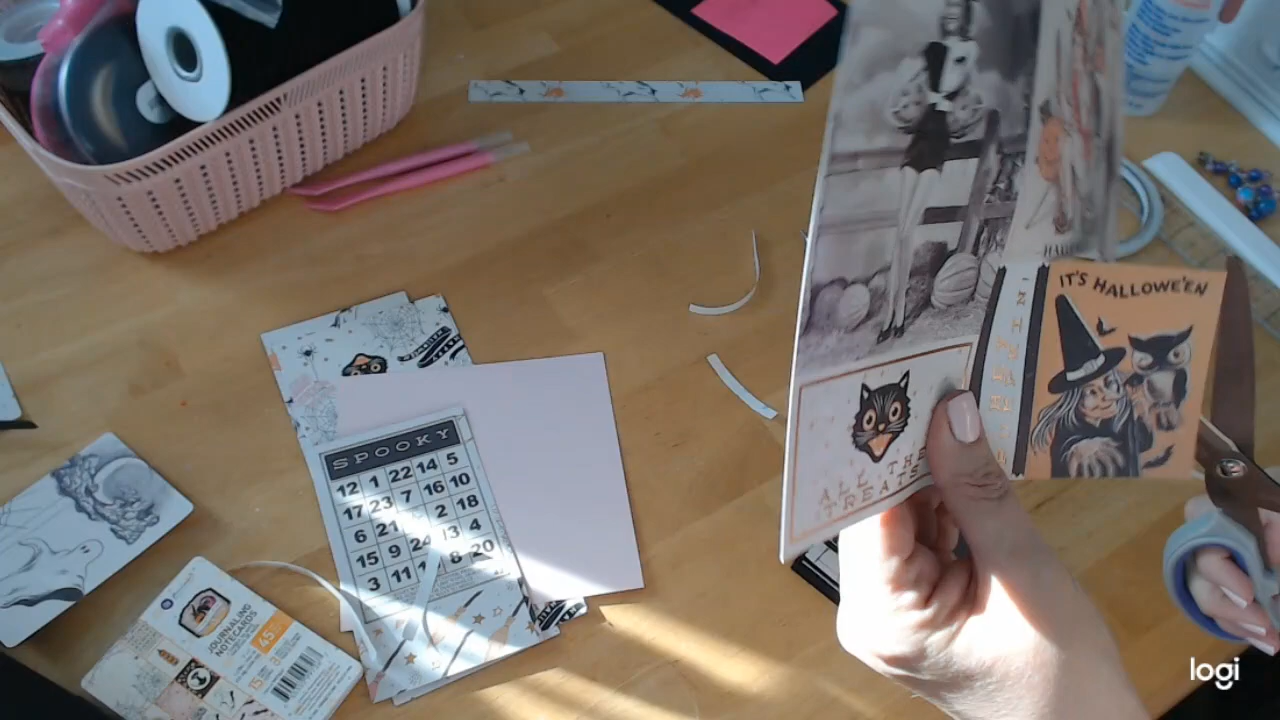 IT'S HALLOWE'EN
ALL THE
TREATS
SPOOKY
12 1 22 14 5
17 23 7 16 10
6 21 2 18
15 9 24 13 4
3 11 8 20
JOURNALING
NOTECARDS
45
logi